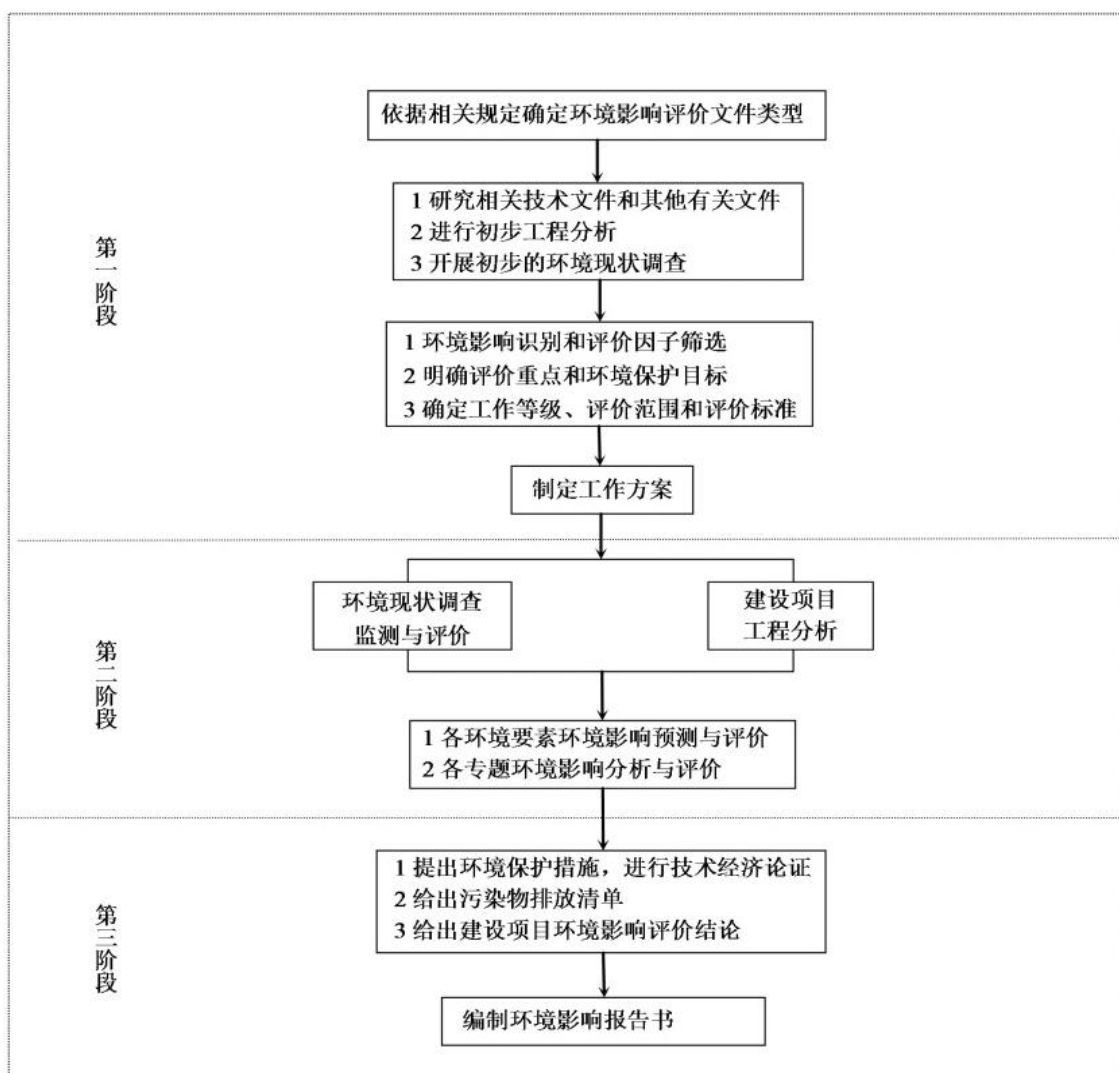 依据相关规定确定环境影响评价文件类型
1 研究相关技术文件和其他有关文件
2 进行初步工程分析
3 开展初步的环境现状调查
第一阶段
1 环境影响识别和评价因子筛选
2 明确评价重点和环境保护目标
3 确定工作等级、评价范围和评价标准
制定工作方案
环境现状调查
监测与评价
建设项目
工程分析
第二阶段
1 各环境要素环境影响预测与评价
2 各专题环境影响分析与评价
1 提出环境保护措施，进行技术经济论证
2 给出污染物排放清单
3 给出建设项目环境影响评价结论
第三阶段
编制环境影响报告书